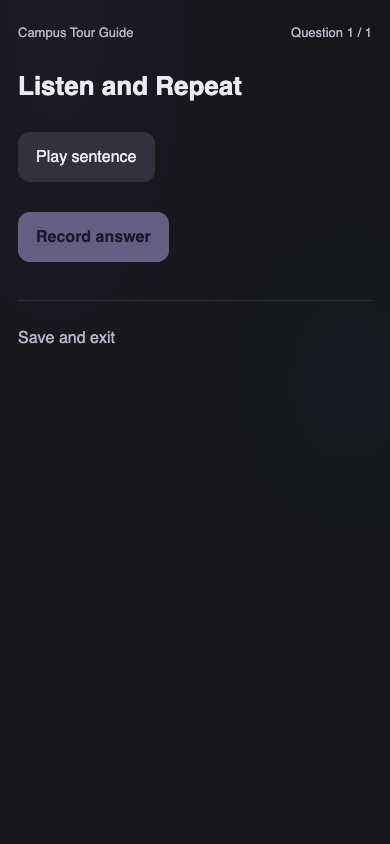 Campus Tour Guide
Question 1 / 1
Listen and Repeat
Play sentence
Record answer
Save and exit